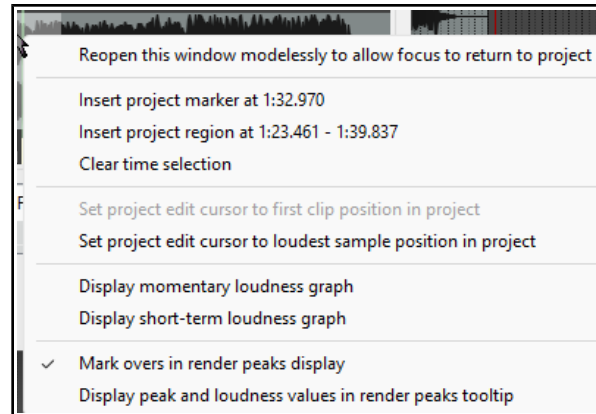 Reopen this window modelessly to allow focus to return to project
Insert project marker at 1:32.970
Insert project region at 1:23.461 - 1:39.837
Clear time selection
Set project edit cursor to first clip position in project
Set project edit cursor to loudest sample position in project
Display momentary loudness graph
Display short-term loudness graph
Mark overs in render peaks display
Display peak and loudness values in render peaks tooltip